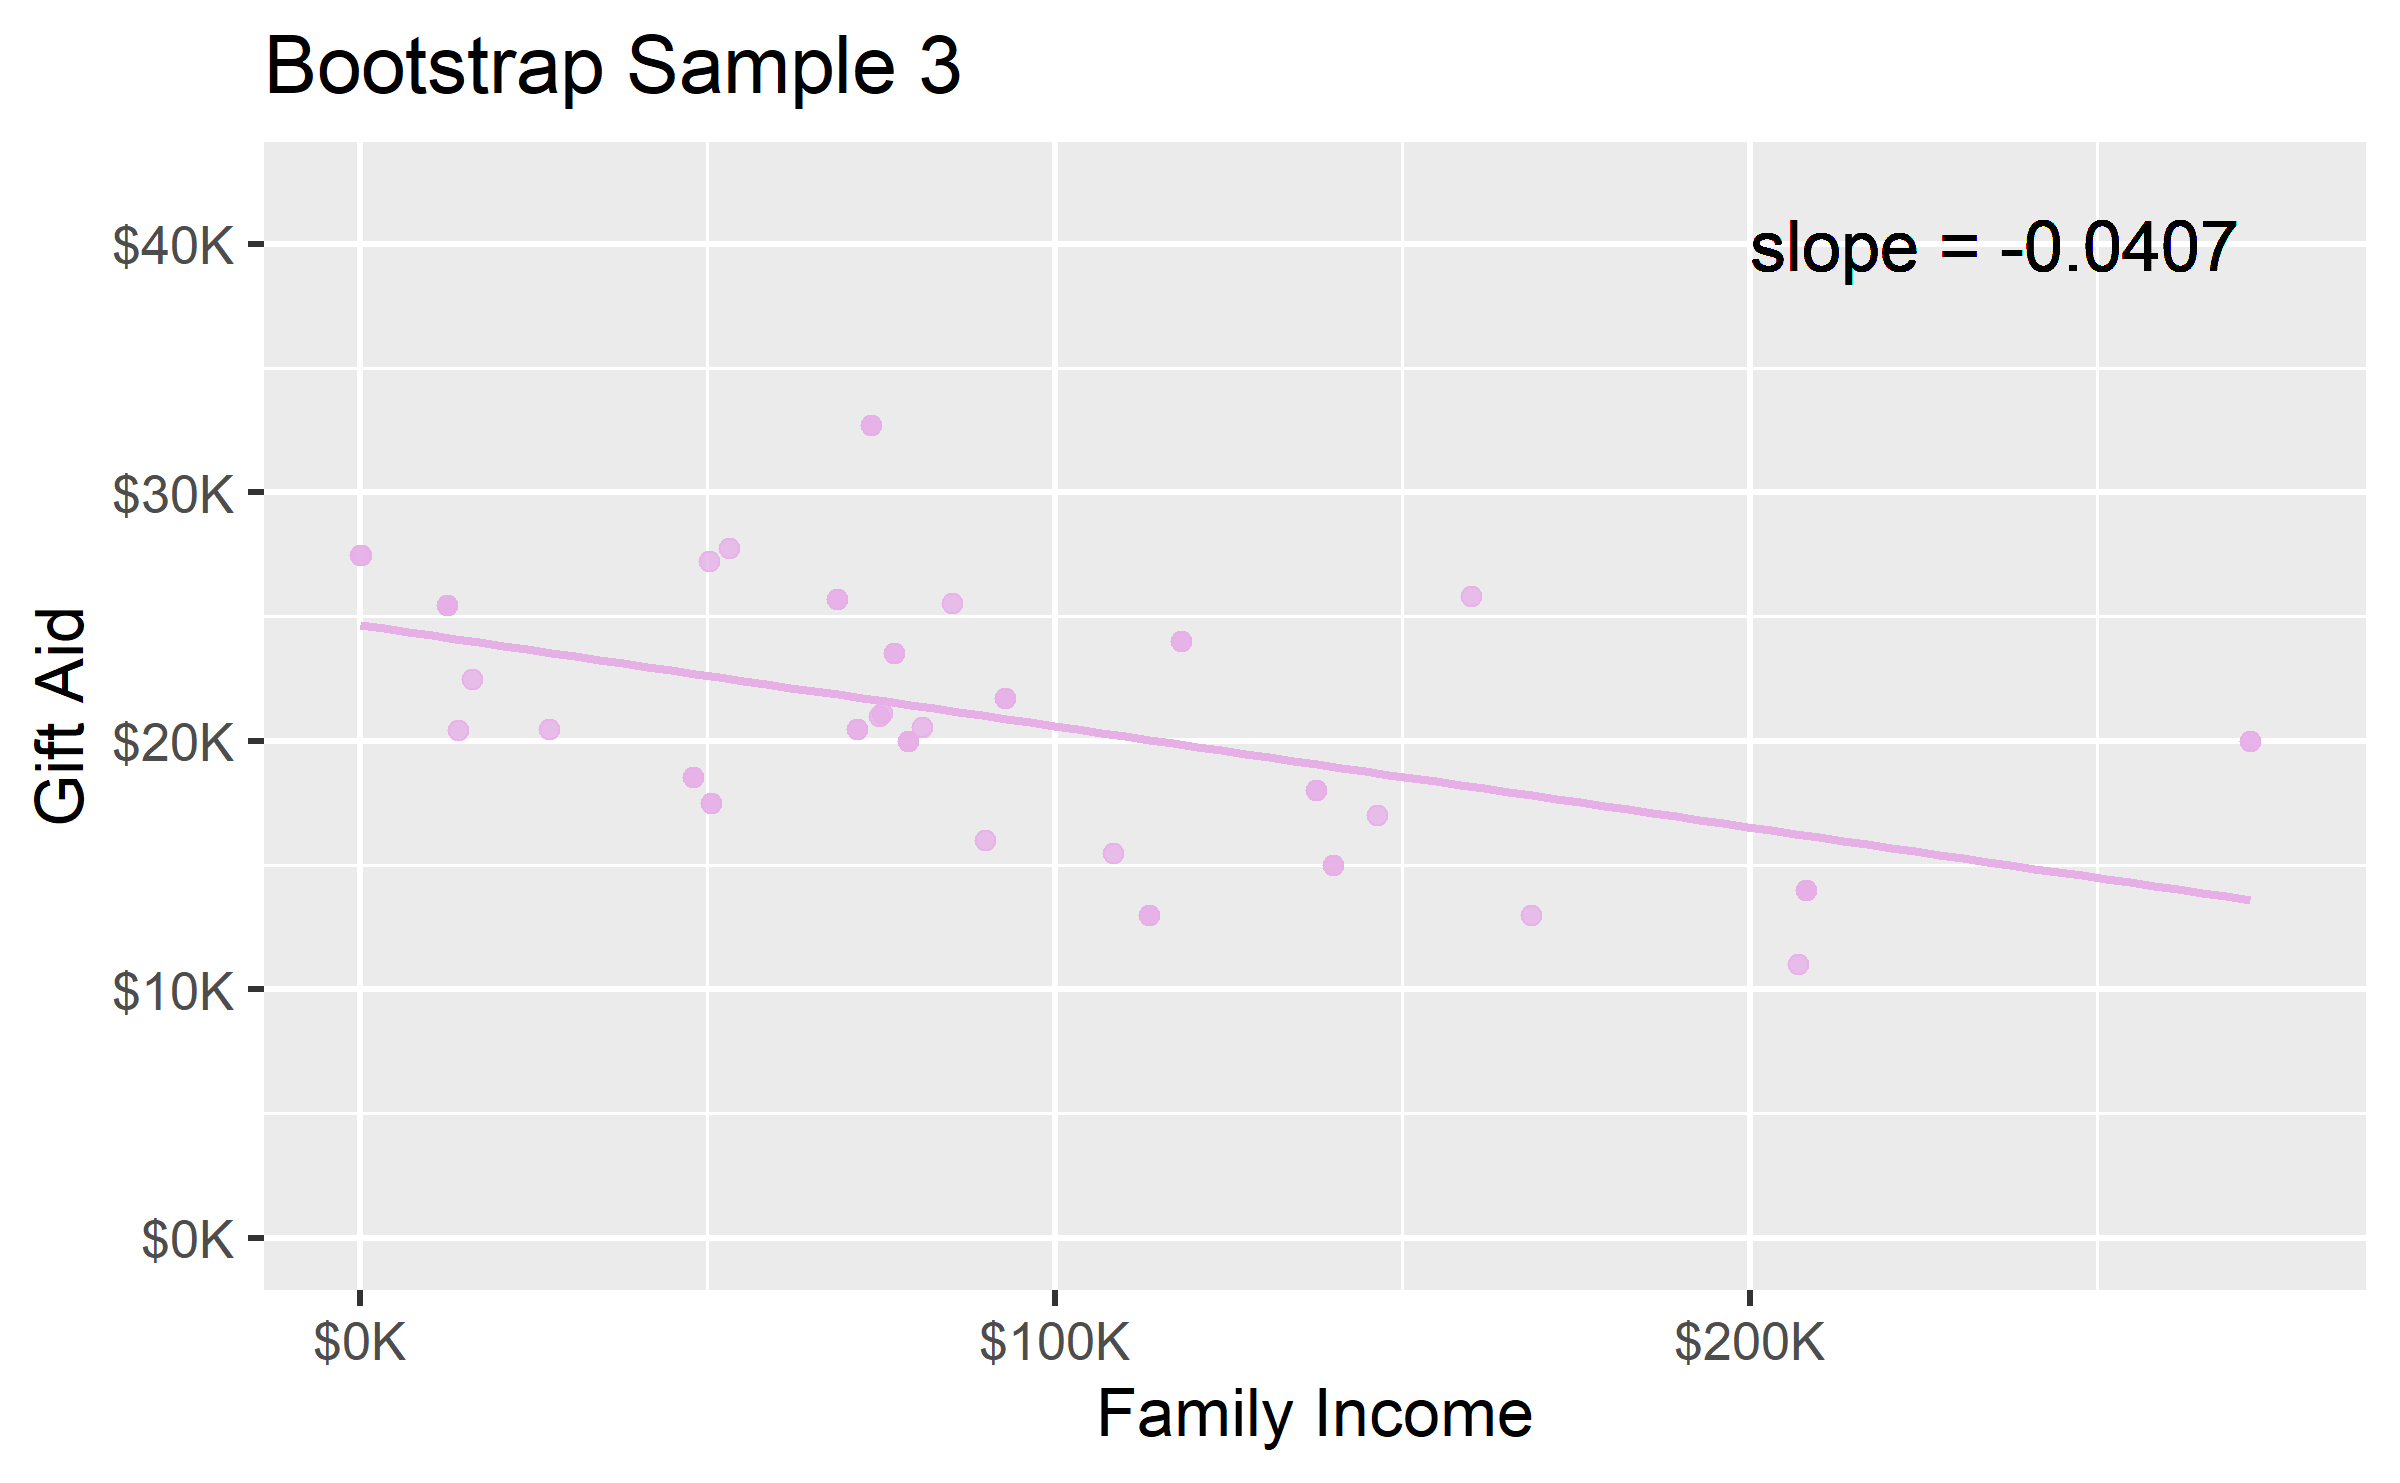 Bootstrap Sample 3
slope = -0.0407
$40K
$30K
$20K
$10K
$0K
Gift Aid
$0K $100K $200K
Family Income